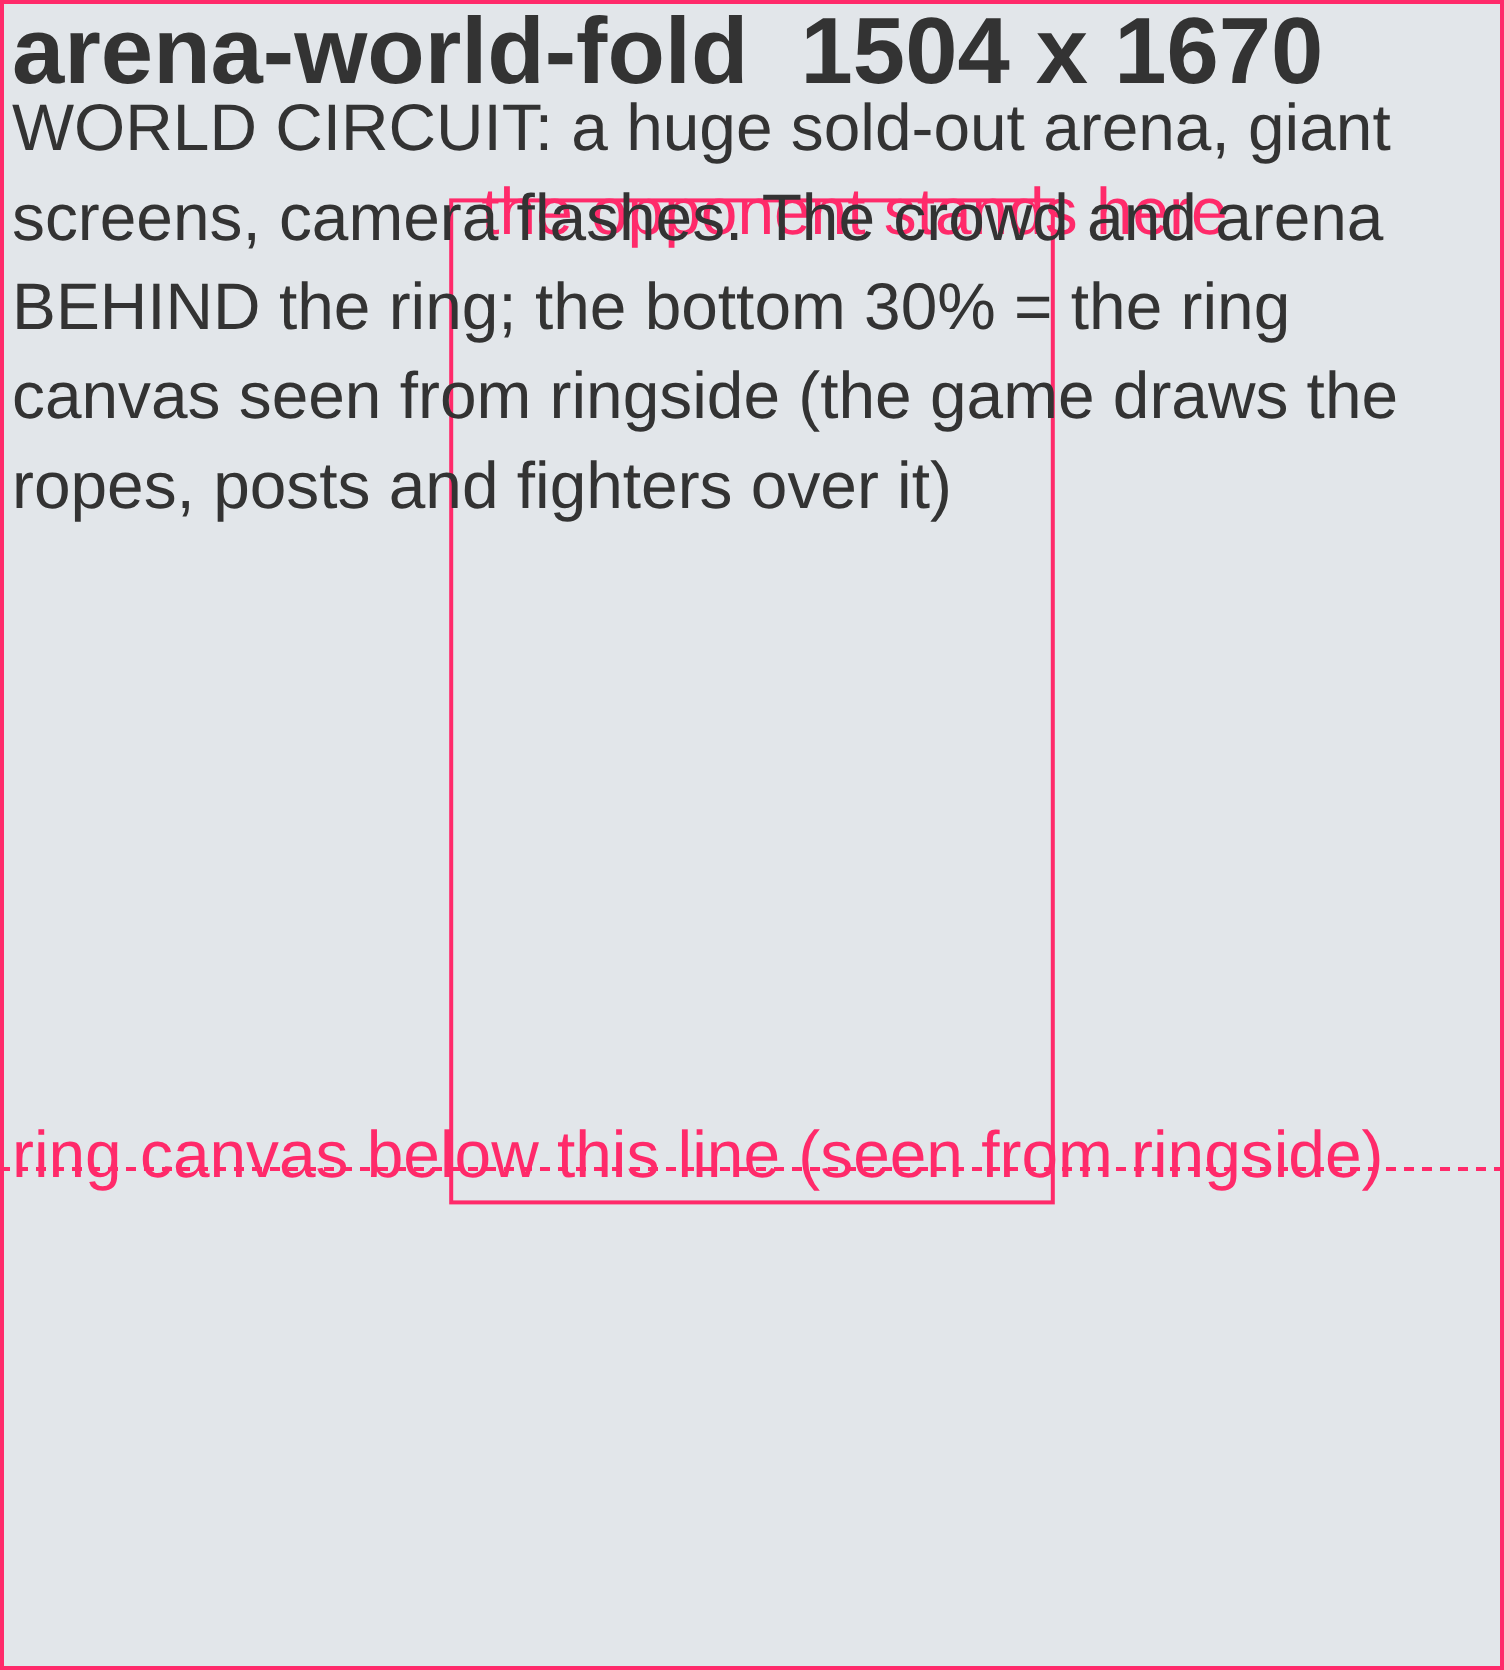 arena-world-fold 1504 x 1670
WORLD CIRCUIT: a huge sold-out arena, giant
the opponent stands here
screens, camera flashes. The crowd and arena
BEHIND the ring; the bottom 30% = the ring
canvas seen from ringside (the game draws the
ropes, posts and fighters over it)
ring canvas below this line (seen from ringside)